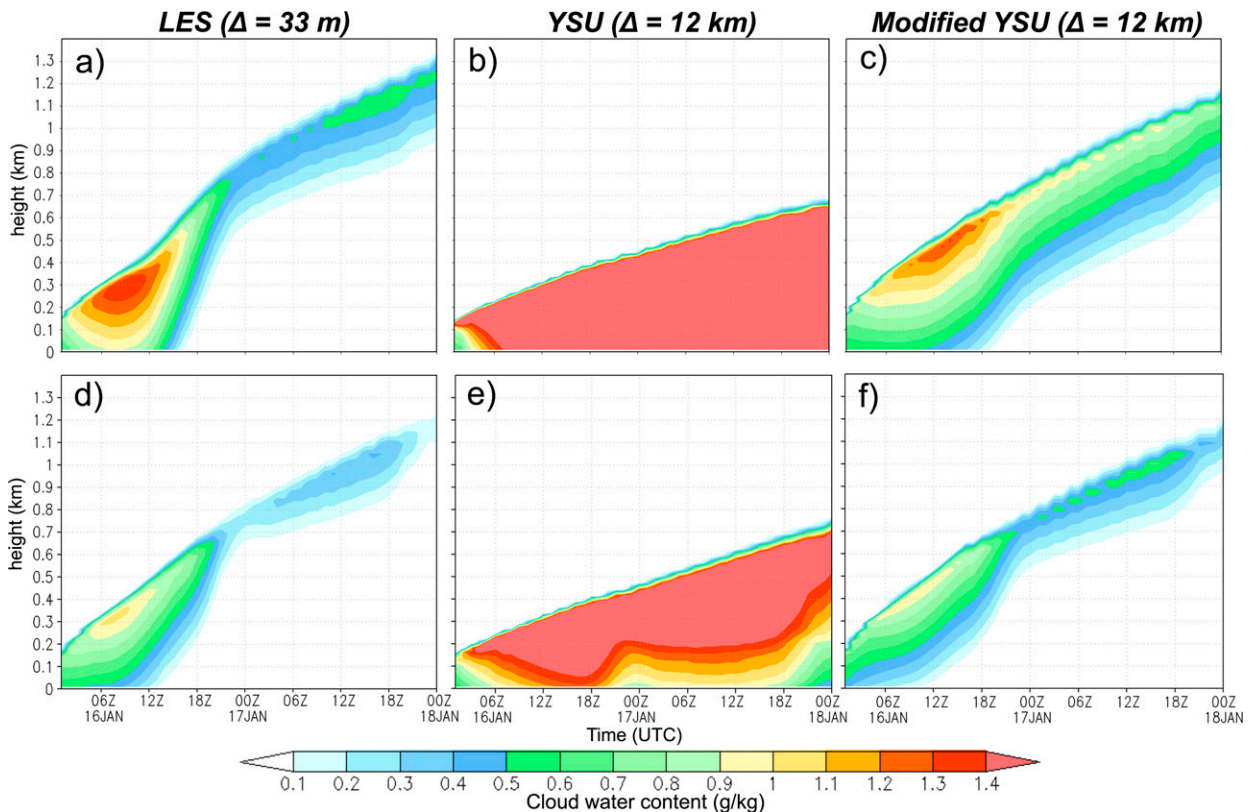 LES (Δ = 33 m) YSU (Δ = 12 km) Modified YSU (Δ = 12 km)
a) b) c)
1.3
1.2
1.1
1
0.9
0.8
0.7
0.6
0.5
0.4
0.3
0.2
0.1
0
height (km)
d) e) f)
1.3
1.2
1.1
1
0.9
0.8
0.7
0.6
0.5
0.4
0.3
0.2
0.1
0
height (km)
06Z 12Z 18Z 00Z 06Z 12Z 18Z 00Z 06Z 12Z 18Z 00Z 06Z 12Z 18Z 00Z 06Z 12Z 18Z 00Z 06Z 12Z 18Z 00Z
16JAN 17JAN 18JAN 16JAN 17JAN 18JAN 16JAN 17JAN 18JAN
Time (UTC)
0.1 0.2 0.3 0.4 0.5 0.6 0.7 0.8 0.9 1 1.1 1.2 1.3 1.4
Cloud water content (g/kg)